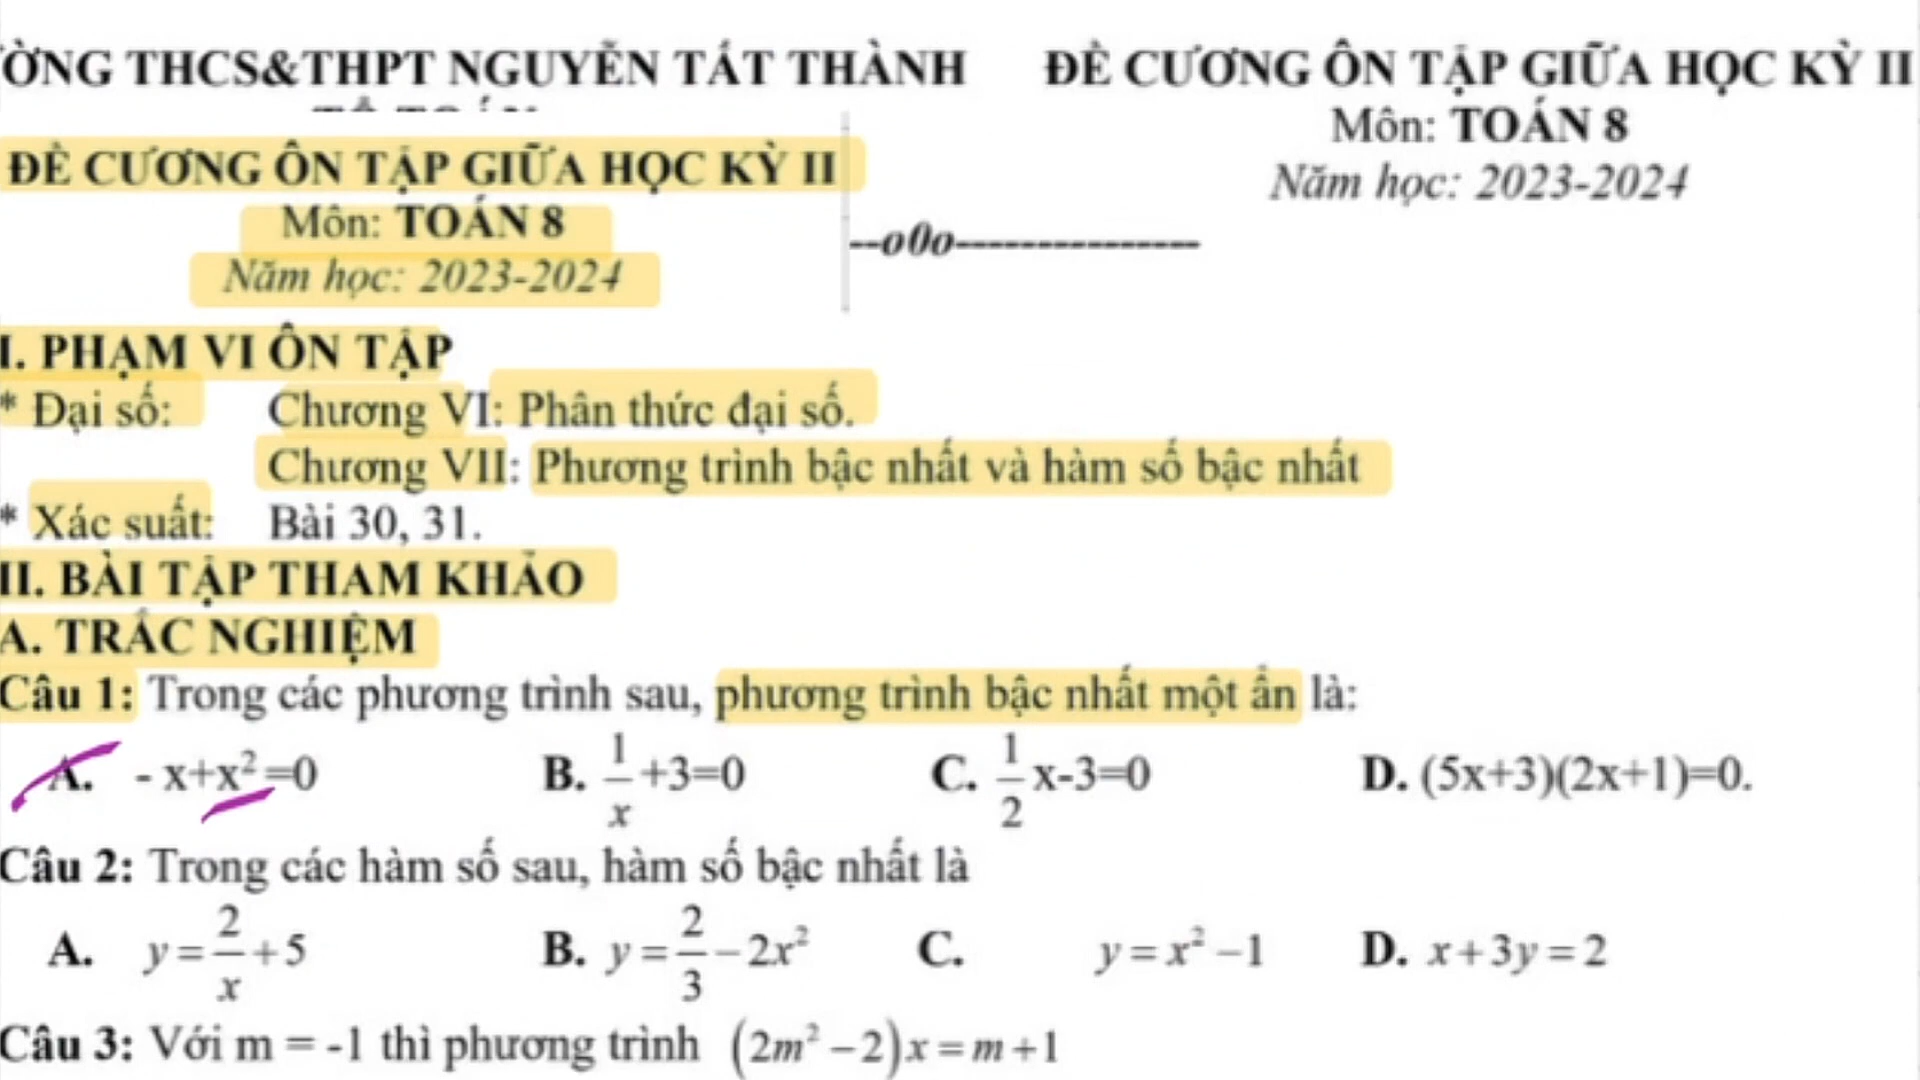 ỜNG THCS&THPT NGUYỄN TẤT THÀNH
ĐỀ CƯƠNG ÔN TẬP GIỮA HỌC KỲ II
Môn: TOÁN 8
Năm học: 2023-2024
ĐỀ CƯƠNG ÔN TẬP GIỮA HỌC KỲ II
Môn: TOÁN 8
Năm học: 2023-2024
--o0o---------------
I. PHẠM VI ÔN TẬP
* Đại số: Chương VI: Phân thức đại số.
Chương VII: Phương trình bậc nhất và hàm số bậc nhất
* Xác suất: Bài 30, 31.
II. BÀI TẬP THAM KHẢO
A. TRẮC NGHIỆM
Câu 1: Trong các phương trình sau, phương trình bậc nhất một ẩn là:
A. - x+x²=0 B. 1/x +3=0 C. 1/2 x-3=0 D. (5x+3)(2x+1)=0.
Câu 2: Trong các hàm số sau, hàm số bậc nhất là
A. y = 2/x + 5 B. y = 2/3 − 2x² C. y = x² − 1 D. x + 3y = 2
Câu 3: Với m = -1 thì phương trình (2m² − 2)x = m + 1